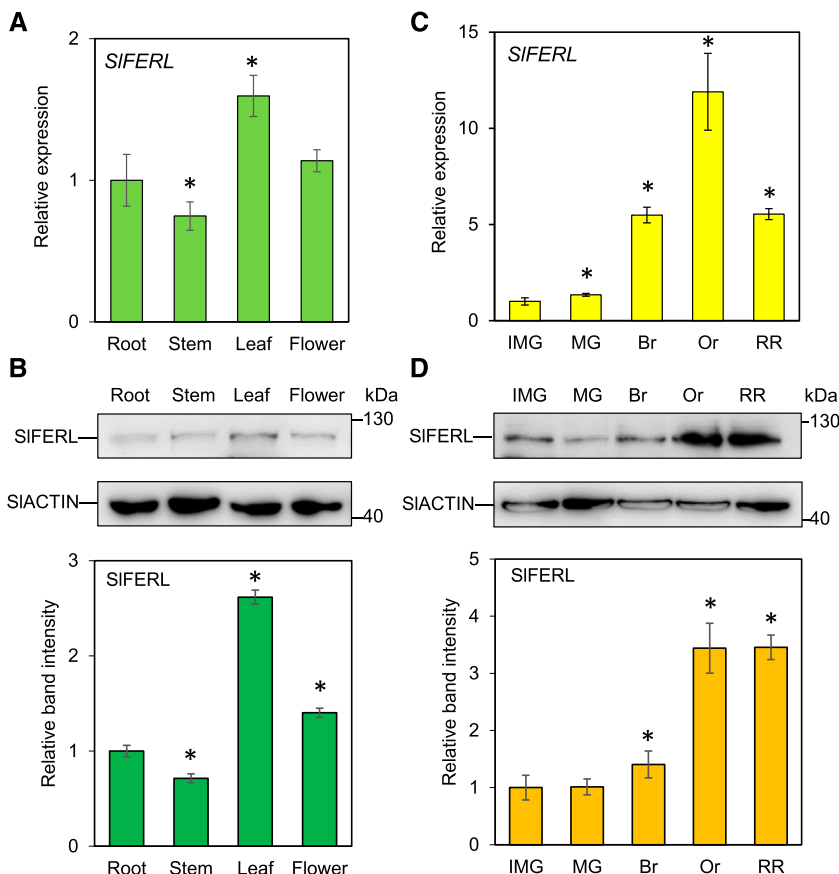 A
SlFERL
Relative expression
2
1
0
Root Stem Leaf Flower
C
SlFERL
Relative expression
15
10
5
0
IMG MG Br Or RR
B
Root Stem Leaf Flower kDa
SlFERL
130
SlACTIN
40
SlFERL
Relative band intensity
3
2
1
0
Root Stem Leaf Flower
D
IMG MG Br Or RR kDa
SlFERL
130
SlACTIN
40
SlFERL
Relative band intensity
5
4
3
2
1
0
IMG MG Br Or RR